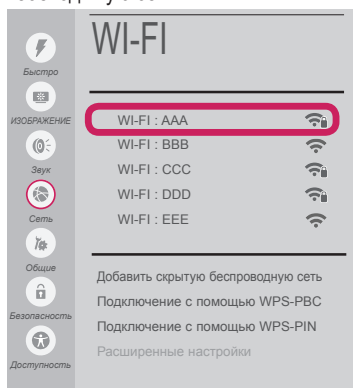 WI-FI
Быстро
ИЗОБРАЖЕНИЕ
Звук
Сеть
Общие
Безопасность
Доступность
WI-FI : AAA
WI-FI : BBB
WI-FI : CCC
WI-FI : DDD
WI-FI : EEE
Добавить скрытую беспроводную сеть
Подключение с помощью WPS-PBC
Подключение с помощью WPS-PIN
Расширенные настройки